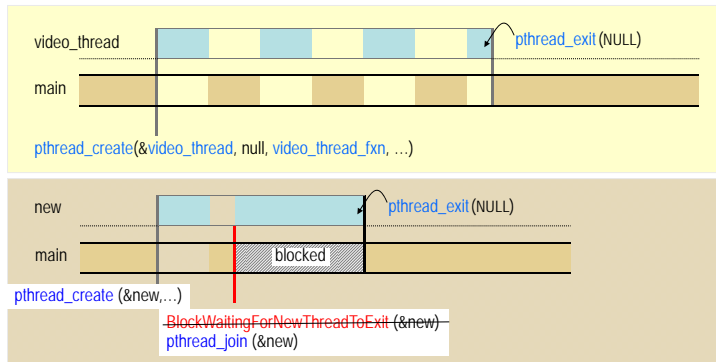 video_thread
pthread_exit (NULL)
main
pthread_create(&video_thread, null, video_thread_fxn, …)
new
pthread_exit (NULL)
main
blocked
pthread_create (&new,…)
BlockWaitingForNewThreadToExit (&new)
pthread_join (&new)